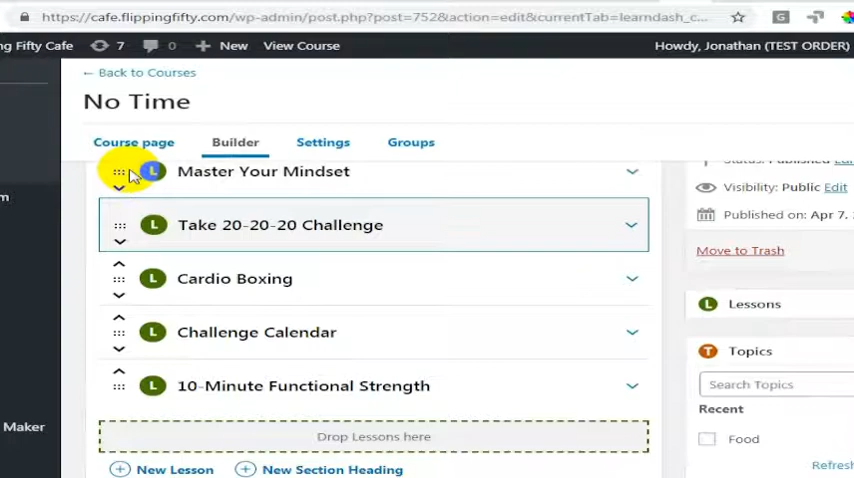 https://cafe.flippingfifty.com/wp-admin/post.php?post=752&action=edit&currentTab=learndash_c...
G
ng Fifty Cafe 7 0 New View Course Howdy, Jonathan (TEST ORDER)
← Back to Courses
No Time
Course page Builder Settings Groups
L Master Your Mindset
Visibility: Public Edit
L Take 20-20-20 Challenge
Published on: Apr 7,
Move to Trash
L Cardio Boxing
L Lessons
L Challenge Calendar
T Topics
L 10-Minute Functional Strength
Search Topics
Recent
Maker
Drop Lessons here
Food
New Lesson New Section Heading
Refres